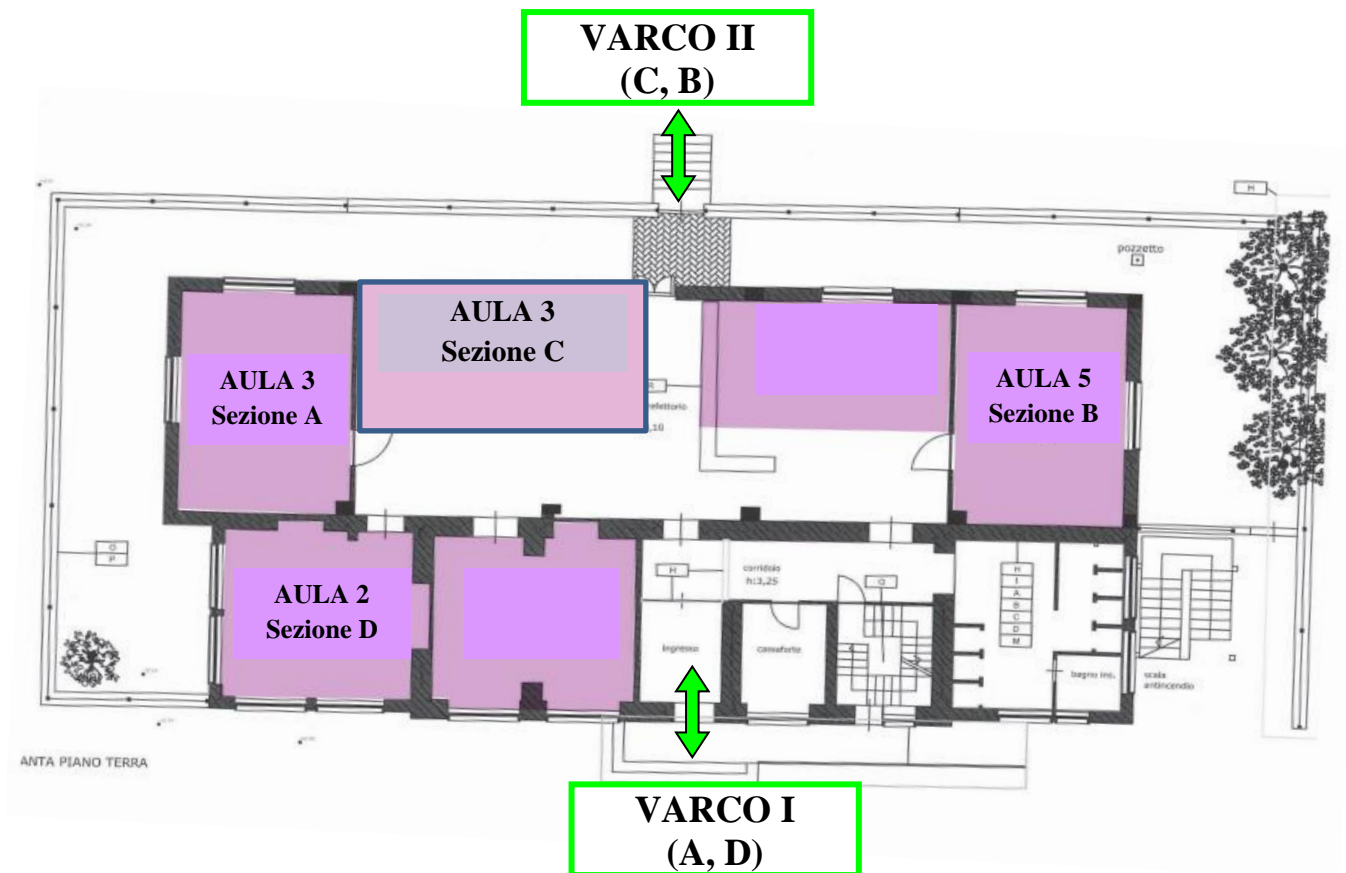 VARCO II
(C, B)
H
pozzetto
AULA 3
Sezione C
AULA 3
Sezione A
R
refettorio
AULA 5
Sezione B
O
P
AULA 2
Sezione D
H
corridoio
h:3,25
O
H
I
A
B
C
D
M
ingresso
cassaforte
bagno ins.
scala
antincendio
ANTA PIANO TERRA
VARCO I
(A, D)